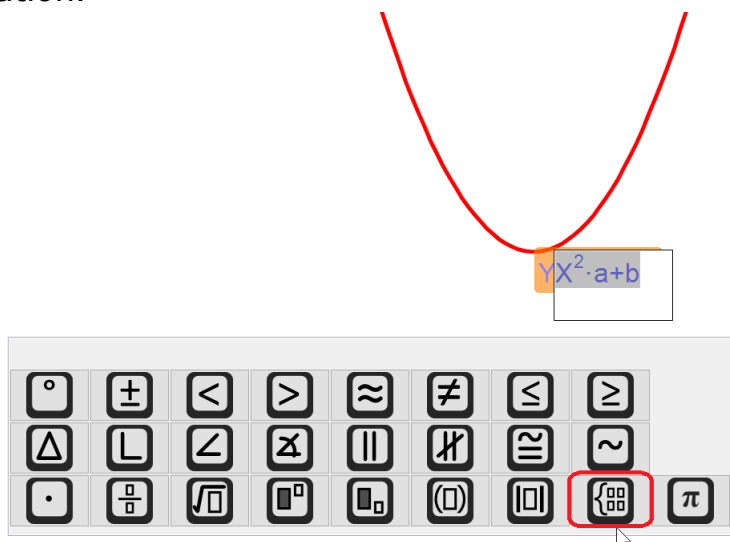 YX²·a+b
° ± < > ≈ ≠ ≤ ≥
Δ ∟ ∠ ∡ || ∦ ≅ ~
· √ () || { π